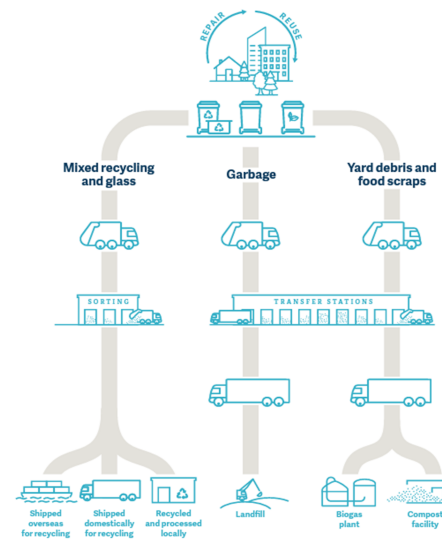 REPAIR
REUSE
Mixed recycling
and glass
Garbage
Yard debris and
food scraps
SORTING
TRANSFER STATIONS
Shipped
overseas
for recycling
Shipped
domestically
for recycling
Recycled
and processed
locally
Landfill
Biogas
plant
Compost
facility